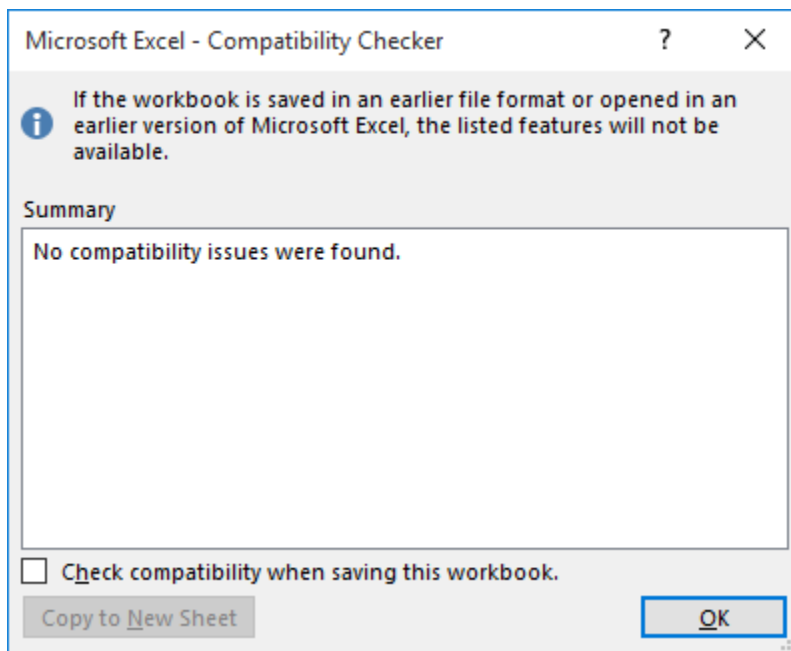 Microsoft Excel - Compatibility Checker ?
If the workbook is saved in an earlier file format or opened in an
earlier version of Microsoft Excel, the listed features will not be
available.
Summary
No compatibility issues were found.
Check compatibility when saving this workbook.
Copy to New Sheet OK